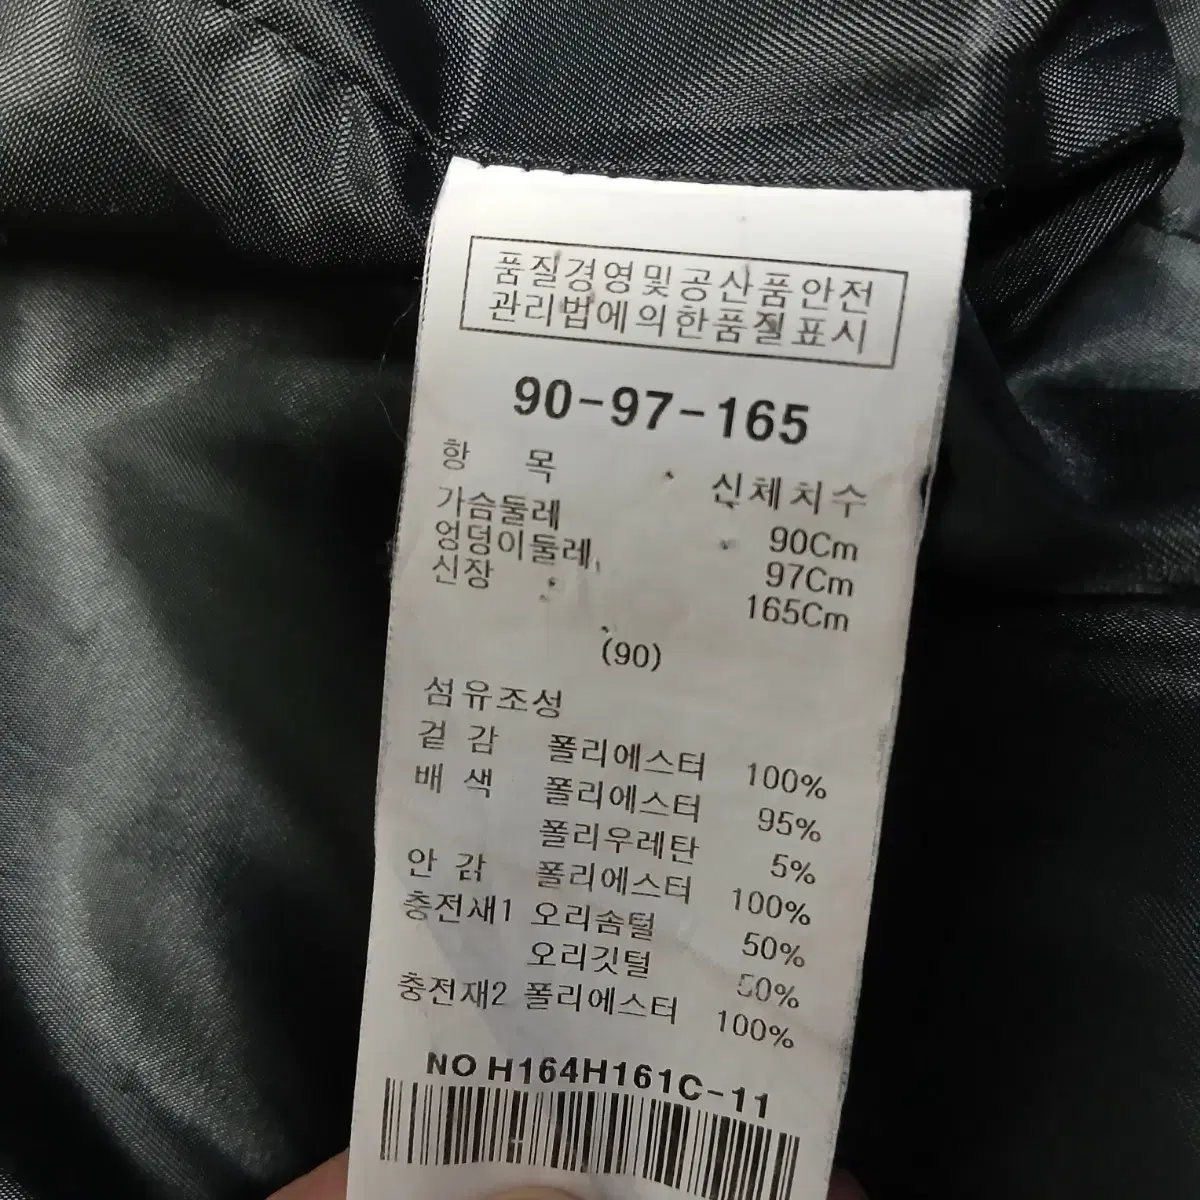 품질경영및공산품안전
관리법에의한품질표시
90-97-165
항 목 신체치수
가슴둘레 90Cm
엉덩이둘레 97Cm
신장 165Cm
(90)
섬유조성
겉 감 폴리에스터 100%
배 색 폴리에스터 95%
폴리우레탄 5%
안 감 폴리에스터 100%
충전새1 오리솜털 50%
오리깃털 50%
충전재2 폴리에스터 100%
NO H164H161C-11